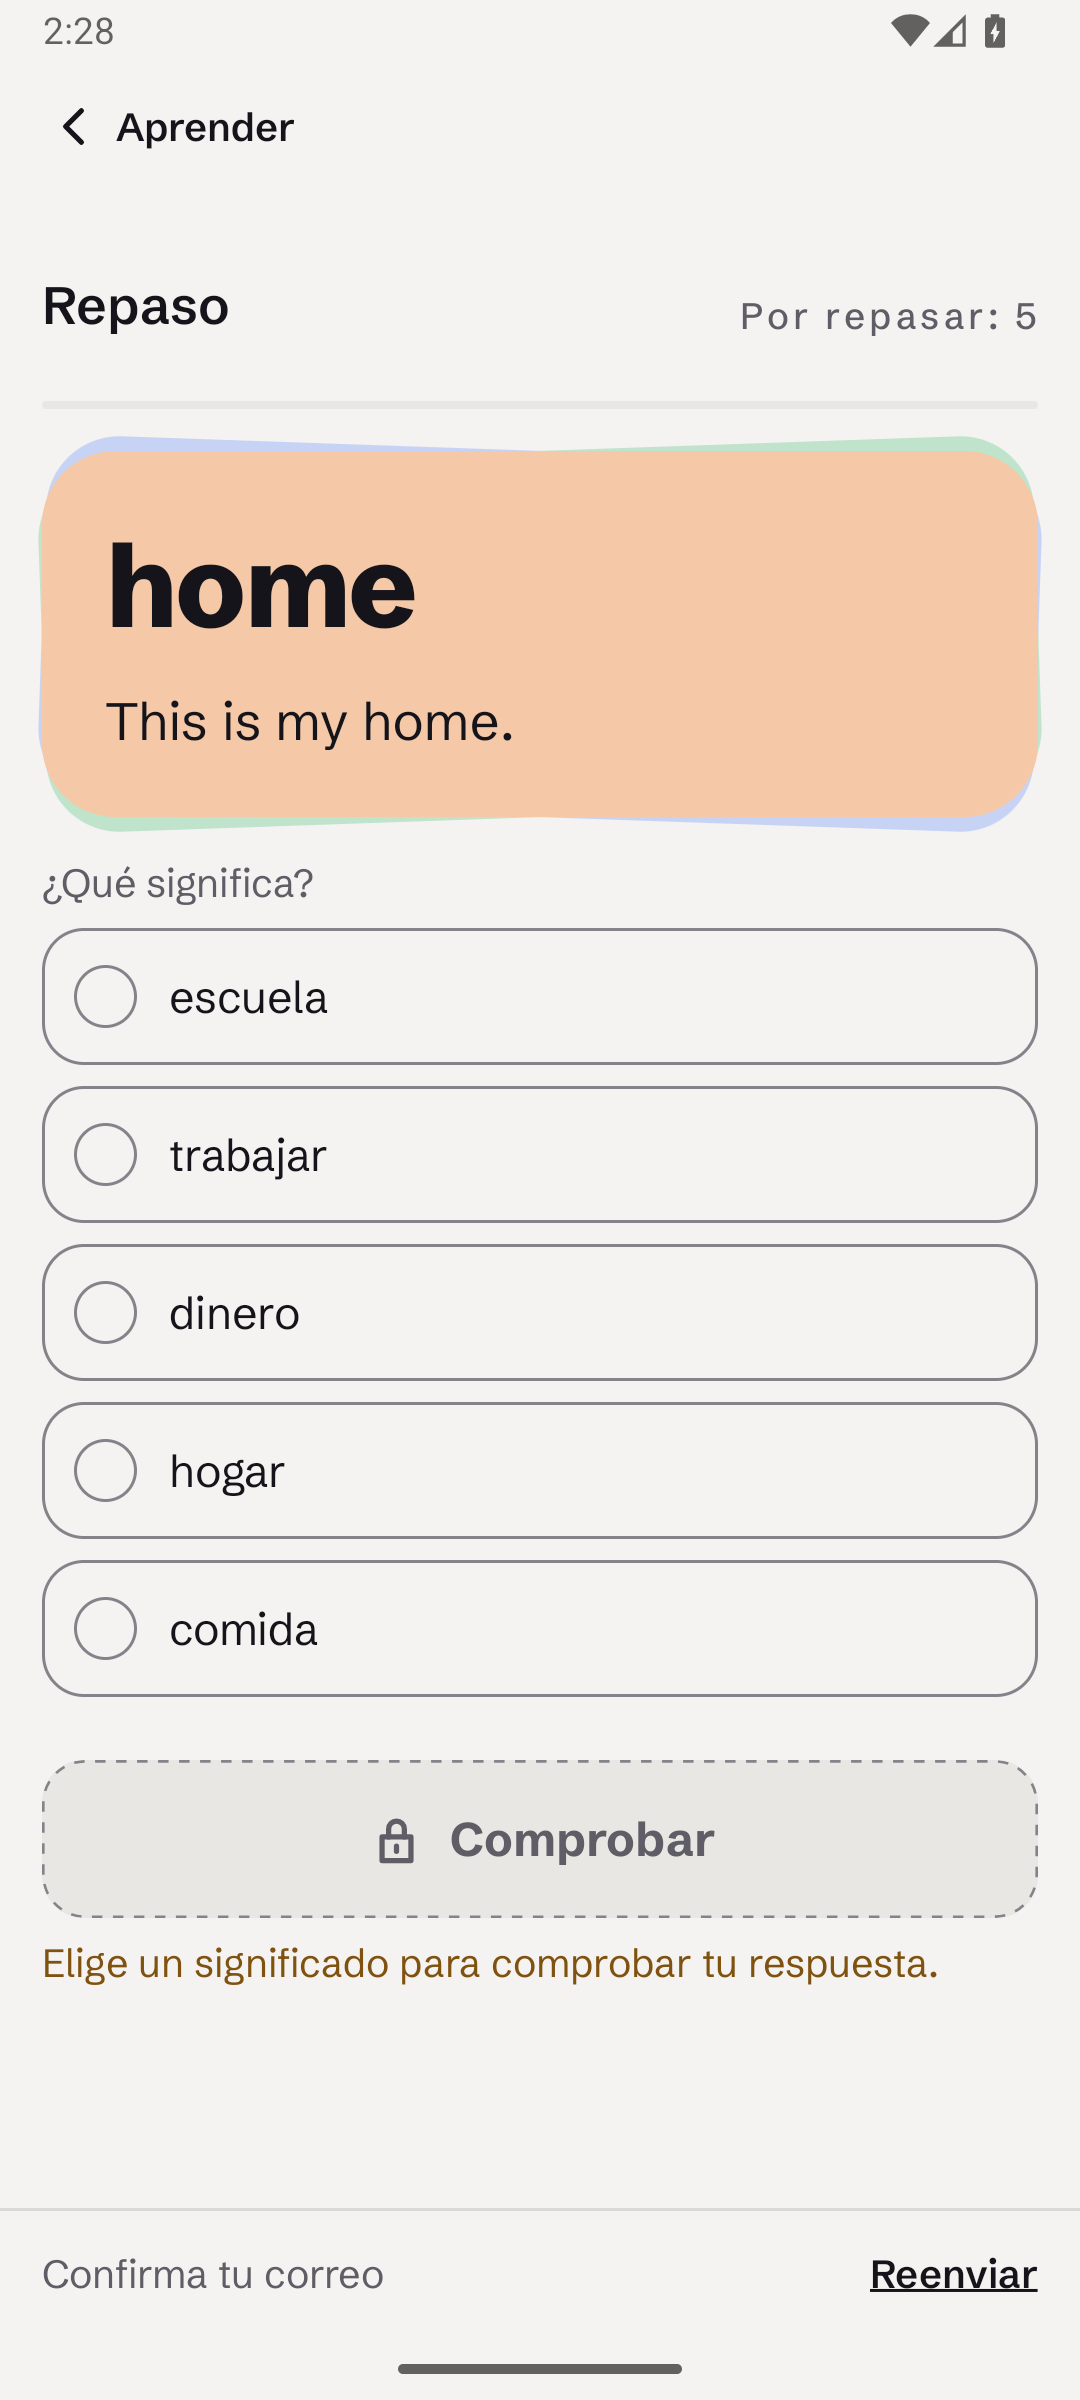 2:28
Aprender
Repaso
Por repasar: 5
home
This is my home.
¿Qué significa?
escuela
trabajar
dinero
hogar
comida
Comprobar
Elige un significado para comprobar tu respuesta.
Confirma tu correo
Reenviar